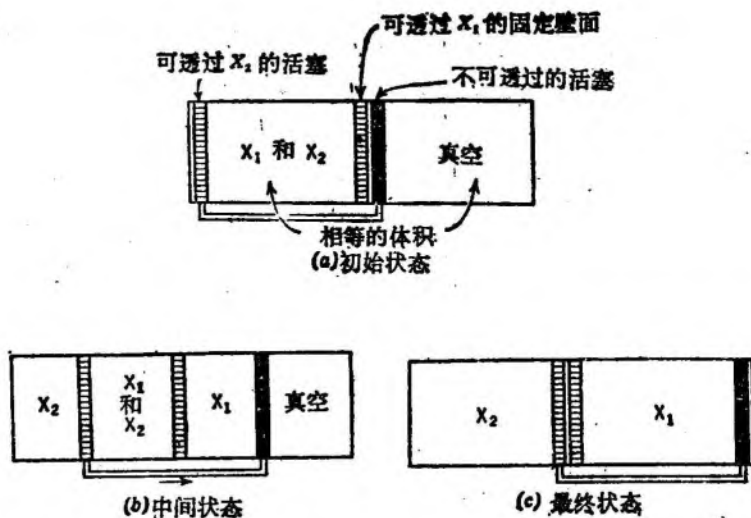 可透过 X₁ 的固定壁面
可透过 X₂ 的活塞
不可透过的活塞
X₁ 和 X₂
真空
相等的体积
(a)初始状态
X₂
X₁
和
X₂
X₁
真空
(b)中间状态
X₂
X₁
(c) 最终状态